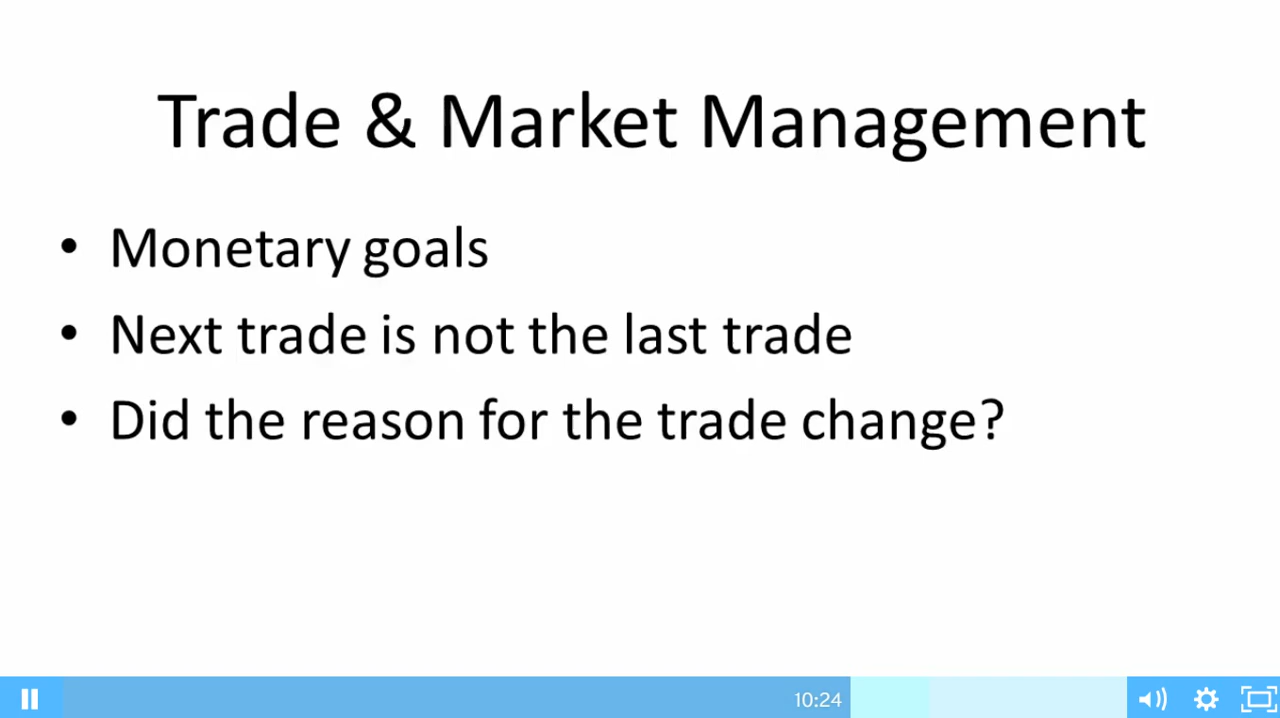 Trade & Market Management
• Monetary goals
• Next trade is not the last trade
• Did the reason for the trade change?
10:24